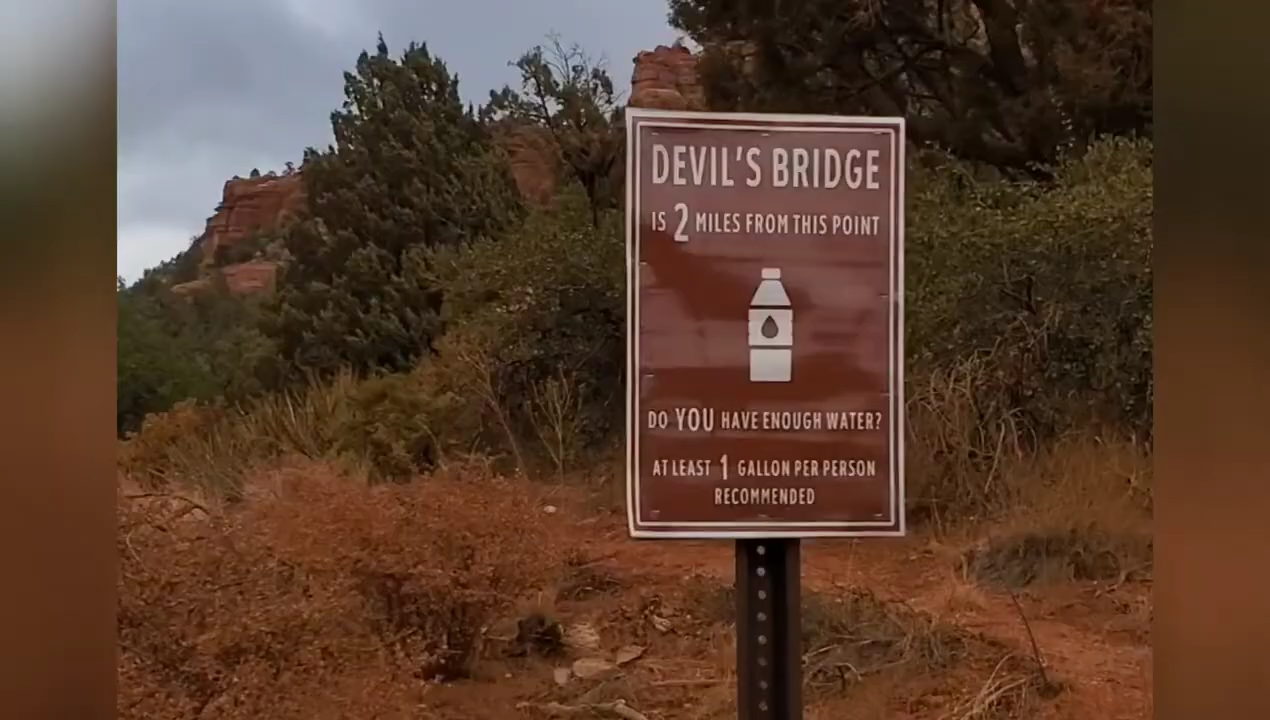 DEVIL'S BRIDGE
IS 2 MILES FROM THIS POINT
DO YOU HAVE ENOUGH WATER?
AT LEAST 1 GALLON PER PERSON
RECOMMENDED